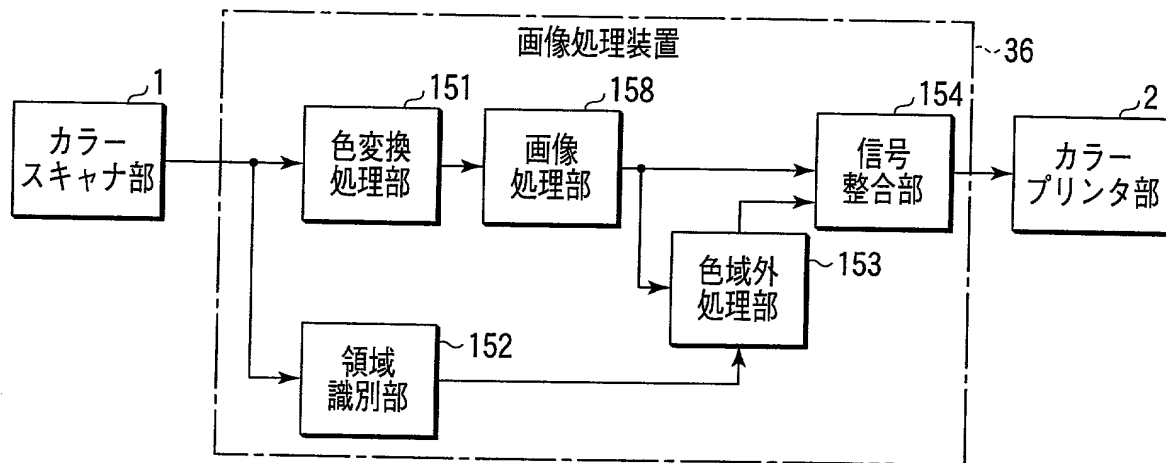 画像処理装置
36
1
カラー
スキャナ部
151
色変換
処理部
158
画像
処理部
154
信号
整合部
2
カラー
プリンタ部
153
色域外
処理部
152
領域
識別部